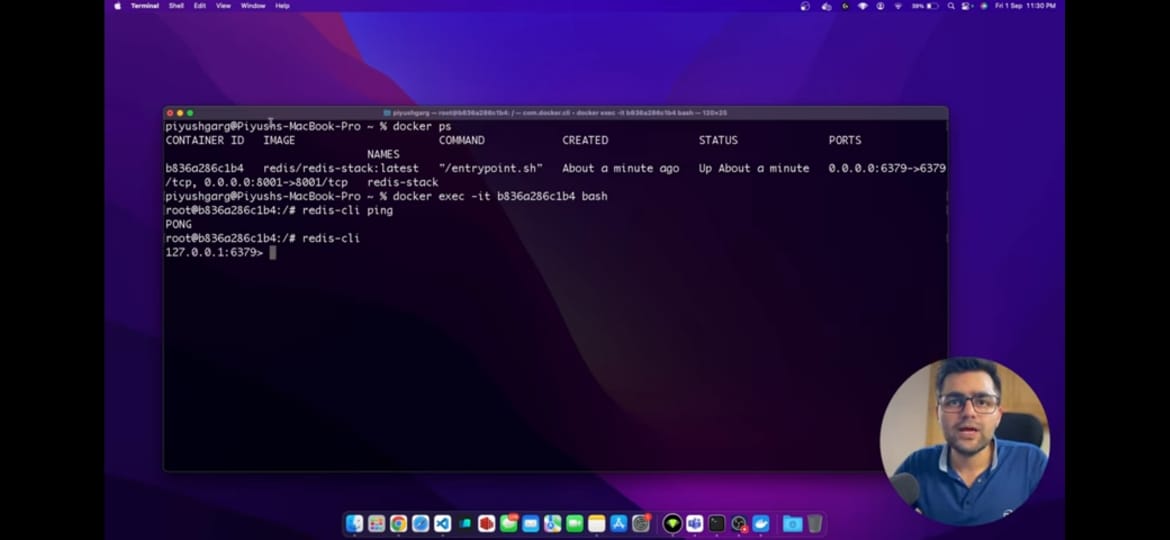 Terminal Shell Edit View Window Help
Fri 1 Sep 11:30 PM
piyushgarg — root@b836a286c1b4: / — com.docker.cli - docker exec -it b836a286c1b4 bash — 120×25
piyushgarg@Piyushs-MacBook-Pro ~ % docker ps
CONTAINER ID IMAGE COMMAND CREATED STATUS PORTS
NAMES
b836a286c1b4 redis/redis-stack:latest "/entrypoint.sh" About a minute ago Up About a minute 0.0.0.0:6379->6379
/tcp, 0.0.0.0:8001->8001/tcp redis-stack
piyushgarg@Piyushs-MacBook-Pro ~ % docker exec -it b836a286c1b4 bash
root@b836a286c1b4:/# redis-cli ping
PONG
root@b836a286c1b4:/# redis-cli
127.0.0.1:6379>